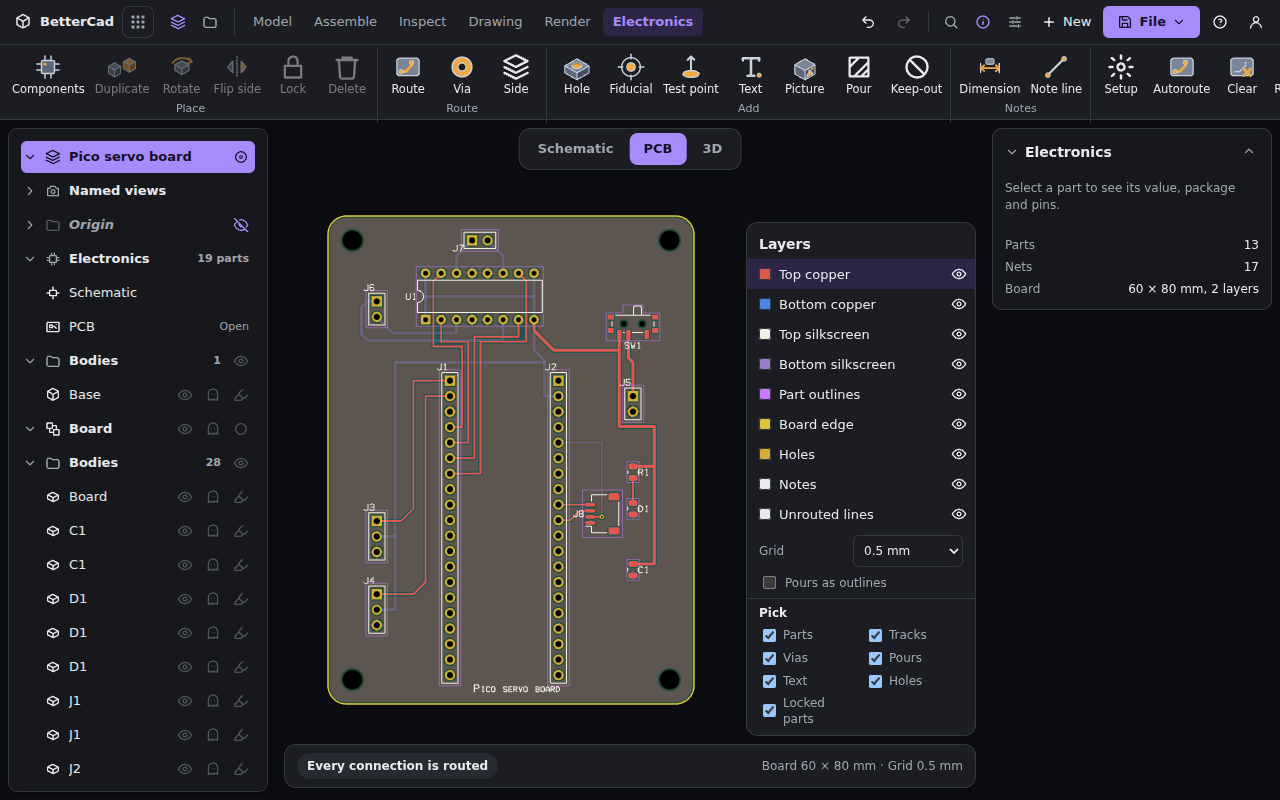 BetterCad
Model
Assemble
Inspect
Drawing
Render
Electronics
New
File
Components
Duplicate
Rotate
Flip side
Lock
Delete
Route
Via
Side
Hole
Fiducial
Test point
Text
Picture
Pour
Keep-out
Dimension
Note line
Setup
Autoroute
Clear
Place
Route
Add
Notes
Pico servo board
Named views
Origin
Electronics 19 parts
Schematic
PCB Open
Bodies 1
Base
Board
Bodies 28
Board
C1
C1
D1
D1
D1
J1
J1
J2
Schematic
PCB
3D
J7
J6
U1
SW1
J1
J2
J5
R1
J3
J8
D1
C1
J4
Pico servo board
Layers
Top copper
Bottom copper
Top silkscreen
Bottom silkscreen
Part outlines
Board edge
Holes
Notes
Unrouted lines
Grid 0.5 mm
Pours as outlines
Pick
Parts
Tracks
Vias
Pours
Text
Holes
Locked
parts
Every connection is routed
Board 60 × 80 mm · Grid 0.5 mm
Electronics
Select a part to see its value, package
and pins.
Parts 13
Nets 17
Board 60 × 80 mm, 2 layers